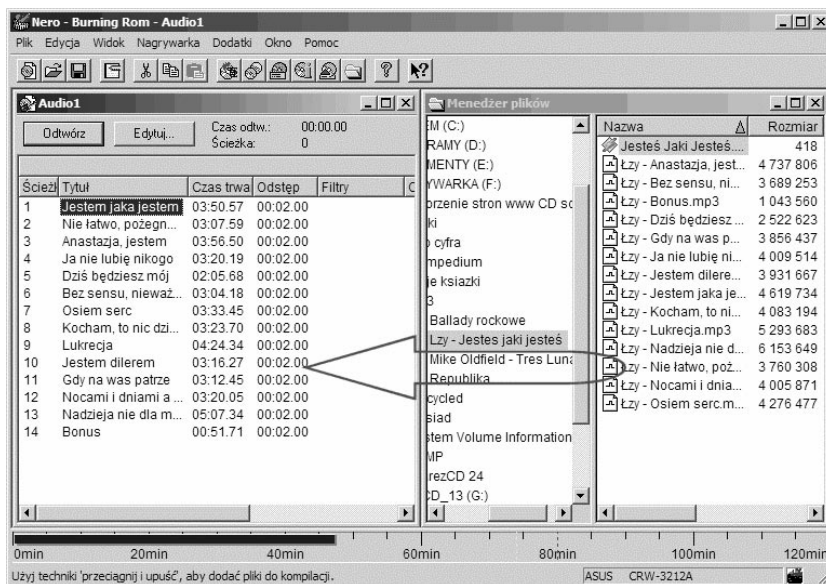 Nero - Burning Rom - Audio1
Plik Edycja Widok Nagrywarka Dodatki Okno Pomoc
Audio1
Odtwórz Edytuj... Czas odtw.: 00:00.00
Ścieżka: 0
Ścieżk Tytuł Czas trwa Odstęp Filtry
1 Jestem jaka jestem 03:50.57 00:02.00
2 Nie łatwo, pożegn... 03:07.59 00:02.00
3 Anastazja, jestem 03:56.50 00:02.00
4 Ja nie lubię nikogo 03:20.19 00:02.00
5 Dziś będziesz mój 02:05.68 00:02.00
6 Bez sensu, nieważ... 03:04.18 00:02.00
7 Osiem serc 03:33.45 00:02.00
8 Kocham, to nic dzi... 03:23.70 00:02.00
9 Lukrecja 04:24.34 00:02.00
10 Jestem dilerem 03:16.27 00:02.00
11 Gdy na was patrze 03:12.45 00:02.00
12 Nocami i dniami a ... 03:20.05 00:02.00
13 Nadzieja nie dla m... 05:07.34 00:02.00
14 Bonus 00:51.71 00:02.00
Menedżer plików
EM (C:)
RAMY (D:)
MENTY (E:)
YWARKA (F:)
orzenie stron www CD sc
ki
o cyfra
mpedium
je ksiazki
3
Ballady rockowe
Lzy - Jestes jaki jesteś
Mike Oldfield - Tres Luna
Republika
cycled
siad
stem Volume Information
MP
rezCD 24
CD_13 (G:)
Nazwa Rozmiar
Jesteś Jaki Jesteś.... 418
Łzy - Anastazja, jest... 4 737 806
Łzy - Bez sensu, ni... 3 689 253
Łzy - Bonus.mp3 1 043 560
Łzy - Dziś będziesz ... 2 522 623
Łzy - Gdy na was p... 3 856 437
Łzy - Ja nie lubię ni... 4 009 514
Łzy - Jestem dilere... 3 931 667
Łzy - Jestem jaka je... 4 619 734
Łzy - Kocham, to ni... 4 083 194
Łzy - Lukrecja.mp3 5 293 683
Łzy - Nadzieja nie d... 6 153 649
Łzy - Nie łatwo, poż... 3 760 308
Łzy - Nocami i dnia... 4 005 871
Łzy - Osiem serc.m... 4 276 477
0min 20min 40min 60min 80min 100min 120min
Użyj techniki 'przeciągnij i upuść', aby dodać pliki do kompilacji. ASUS CRW-3212A